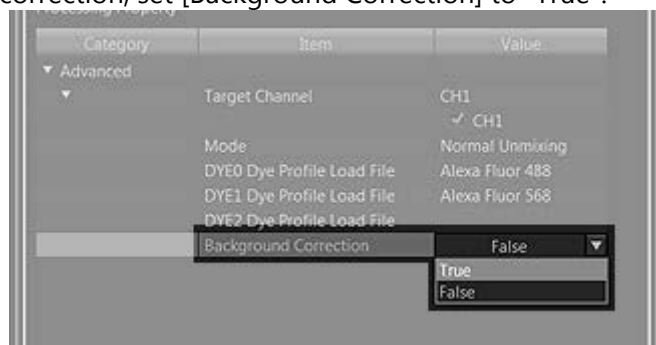 correction, set [Background Correction] to "True".
Processing Property
Category Item Value
Advanced
Target Channel CH1
✓ CH1
Mode Normal Unmixing
DYE0 Dye Profile Load File Alexa Fluor 488
DYE1 Dye Profile Load File Alexa Fluor 568
DYE2 Dye Profile Load File
Background Correction False
True
False